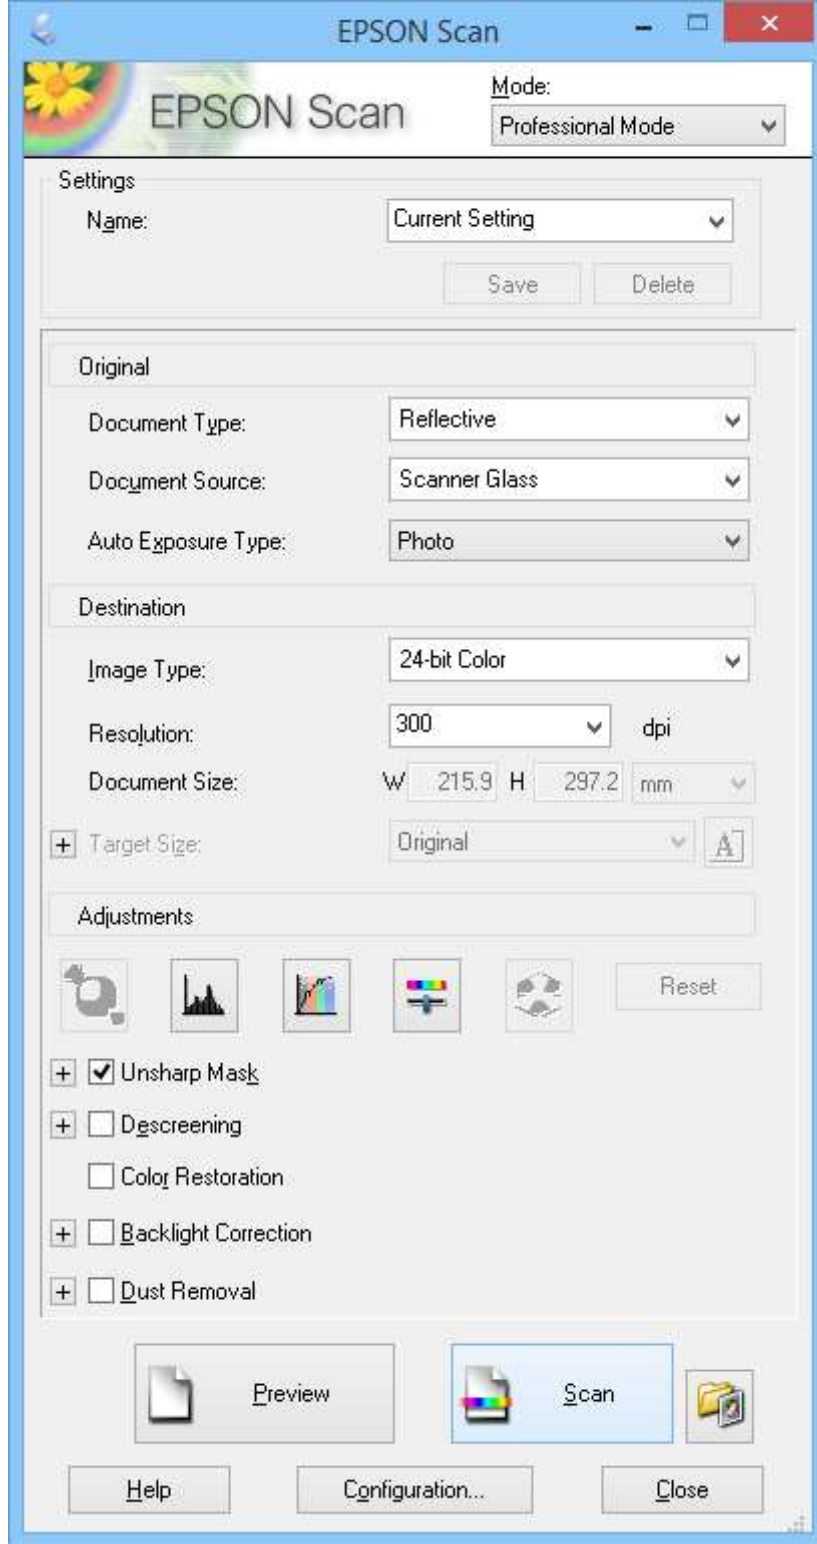 EPSON Scan
EPSON Scan
Mode:
Professional Mode
Settings
Name:
Current Setting
Save
Delete
Original
Document Type:
Reflective
Document Source:
Scanner Glass
Auto Exposure Type:
Photo
Destination
Image Type:
24-bit Color
Resolution:
300
dpi
Document Size:
W 215.9 H 297.2 mm
+ Target Size:
Original
A
Adjustments
Reset
+ Unsharp Mask
+ Descreening
Color Restoration
+ Backlight Correction
+ Dust Removal
Preview
Scan
Help
Configuration...
Close